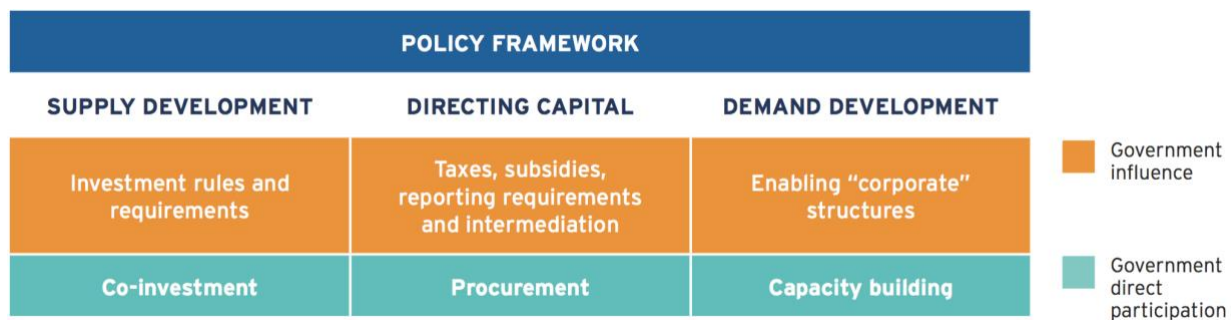 POLICY FRAMEWORK
SUPPLY DEVELOPMENT
DIRECTING CAPITAL
DEMAND DEVELOPMENT
Investment rules and
requirements
Taxes, subsidies,
reporting requirements
and intermediation
Enabling “corporate”
structures
Co-investment
Procurement
Capacity building
Government
influence
Government
direct
participation